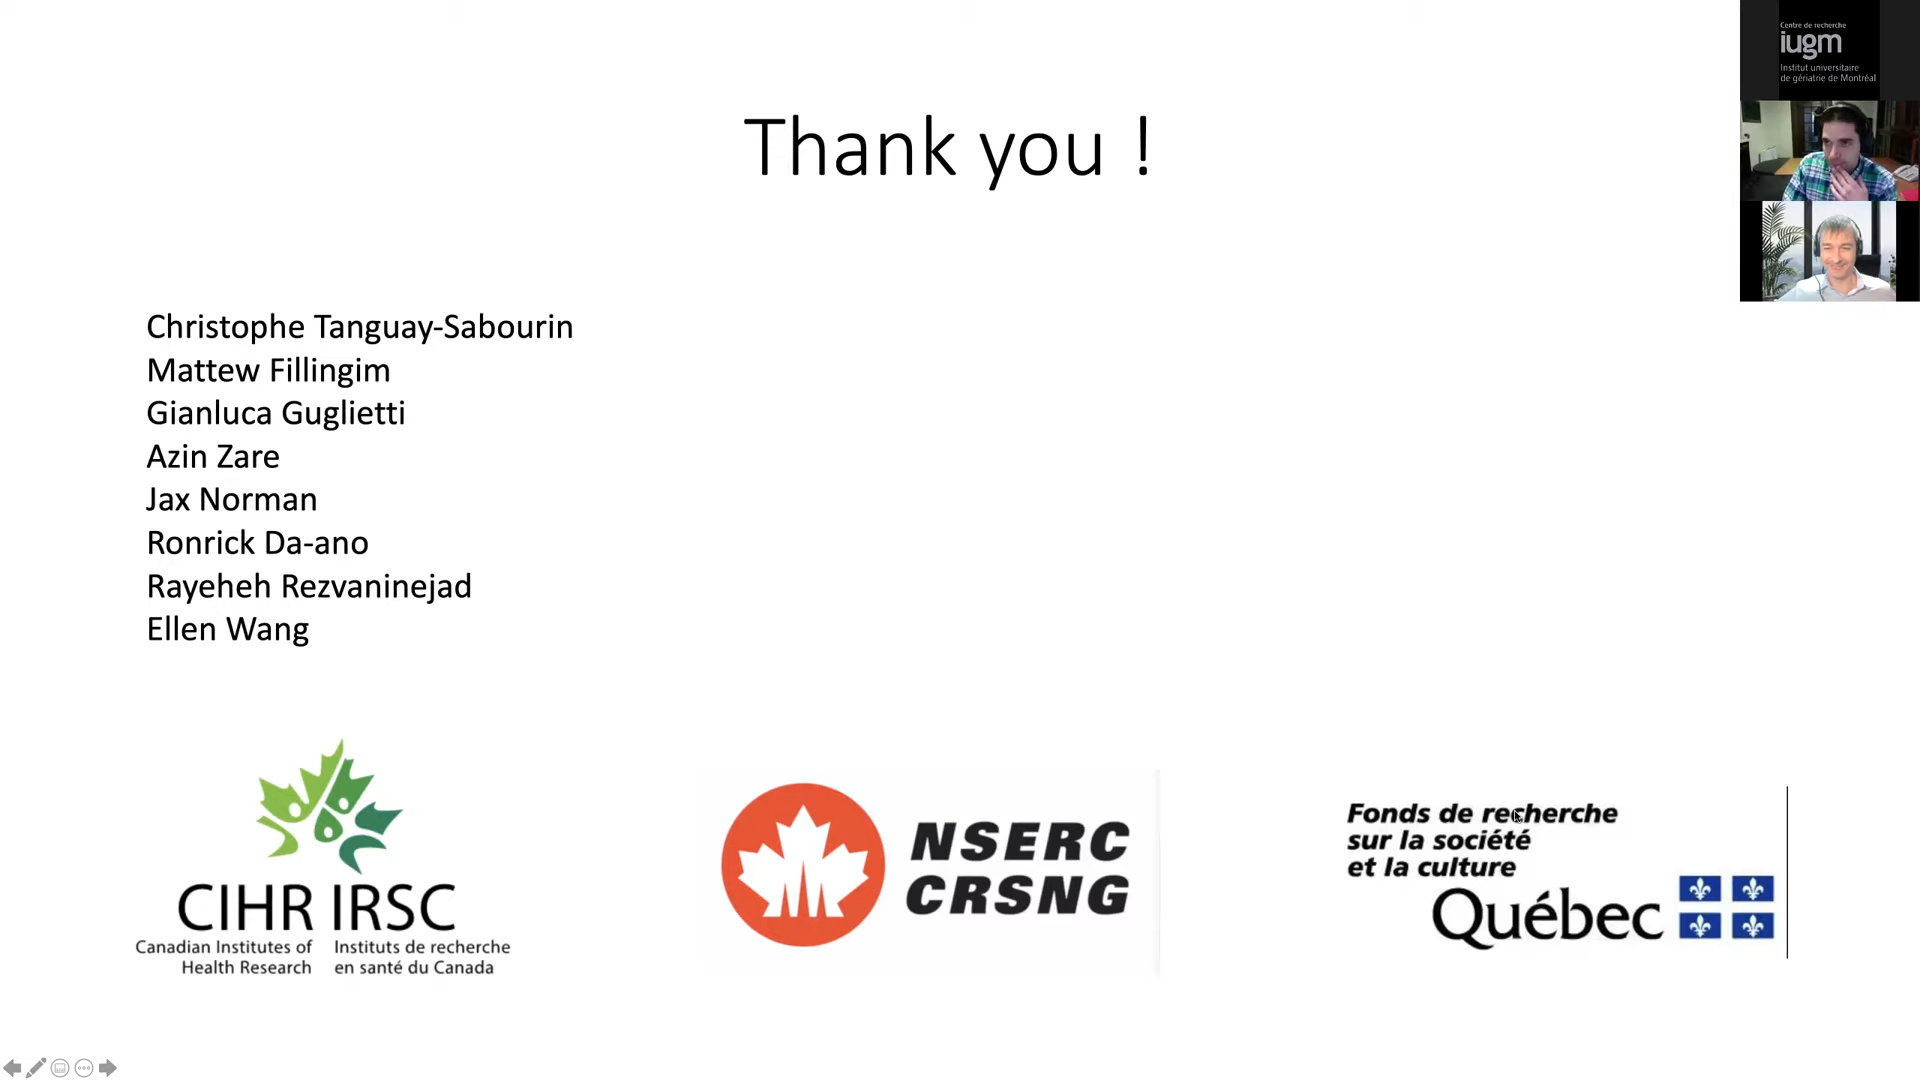 Centre de recherche
iugm
Institut universitaire
de gériatrie de Montréal
Thank you !
Christophe Tanguay-Sabourin
Mattew Fillingim
Gianluca Guglietti
Azin Zare
Jax Norman
Ronrick Da-ano
Rayeheh Rezvaninejad
Ellen Wang
CIHR IRSC
Canadian Institutes of
Health Research
Instituts de recherche
en santé du Canada
NSERC
CRSNG
Fonds de recherche
sur la société
et la culture
Québec